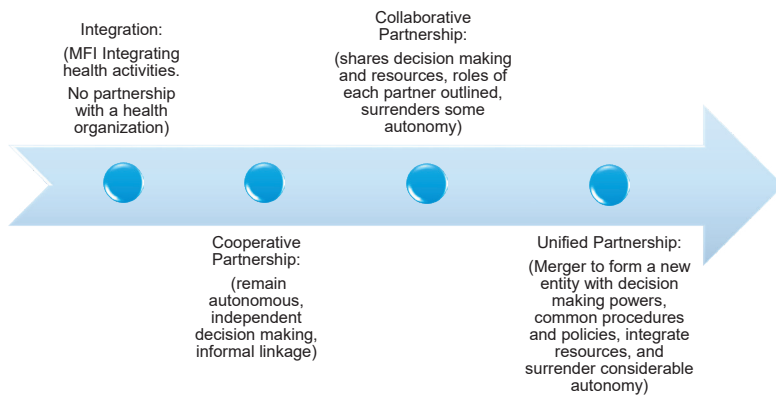 Integration:
(MFI Integrating
health activities.
No partnership
with a health
organization)
Cooperative
Partnership:
(remain
autonomous,
independent
decision making,
informal linkage)
Collaborative
Partnership:
(shares decision making
and resources, roles of
each partner outlined,
surrenders some
autonomy)
Unified Partnership:
(Merger to form a new
entity with decision
making powers,
common procedures
and policies, integrate
resources, and
surrender considerable
autonomy)